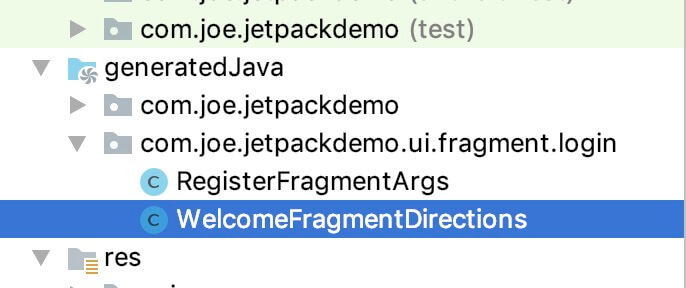 com.joe.jetpackdemo (test)
generatedJava
com.joe.jetpackdemo
com.joe.jetpackdemo.ui.fragment.login
C RegisterFragmentArgs
C WelcomeFragmentDirections
res